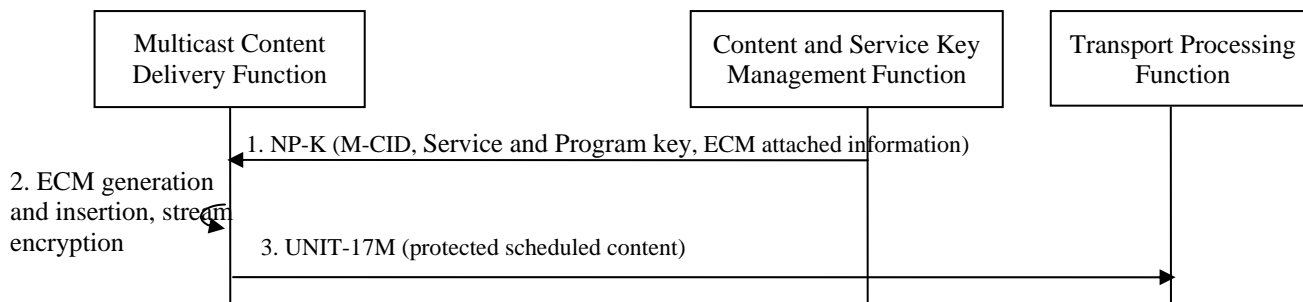 Multicast Content
Delivery Function
Content and Service Key
Management Function
Transport Processing
Function
1. NP-K (M-CID, Service and Program key, ECM attached information)
2. ECM generation
and insertion, stream
encryption
3. UNIT-17M (protected scheduled content)